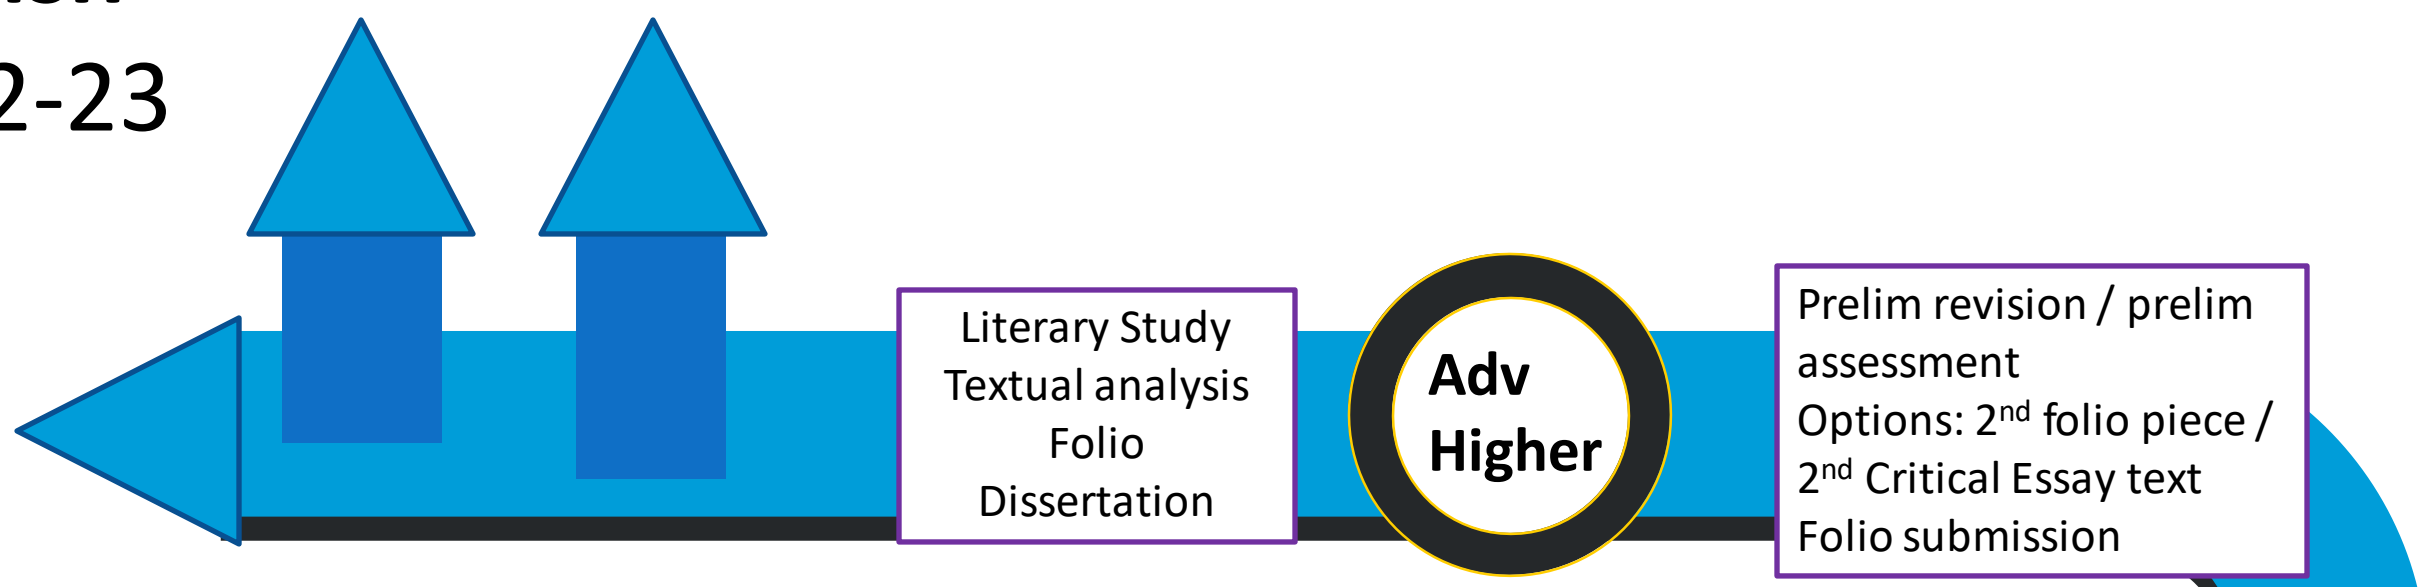 2-23
Literary Study
Textual analysis
Folio
Dissertation
Adv
Higher
Prelim revision / prelim
assessment
Options: 2nd folio piece /
2nd Critical Essay text
Folio submission